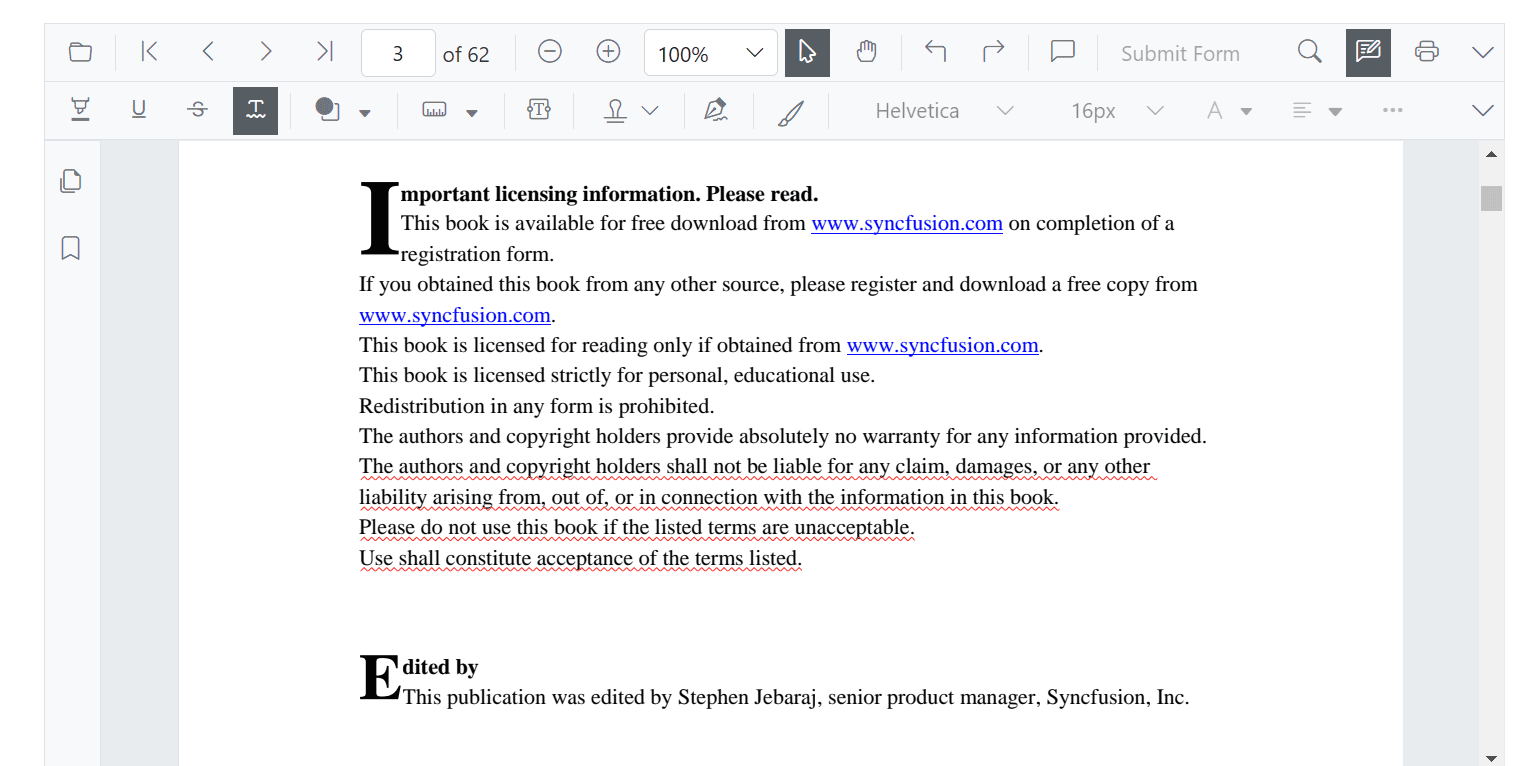 3 of 62 100% Submit Form
Helvetica 16px A
Important licensing information. Please read.
This book is available for free download from www.syncfusion.com on completion of a
registration form.
If you obtained this book from any other source, please register and download a free copy from
www.syncfusion.com.
This book is licensed for reading only if obtained from www.syncfusion.com.
This book is licensed strictly for personal, educational use.
Redistribution in any form is prohibited.
The authors and copyright holders provide absolutely no warranty for any information provided.
The authors and copyright holders shall not be liable for any claim, damages, or any other
liability arising from, out of, or in connection with the information in this book.
Please do not use this book if the listed terms are unacceptable.
Use shall constitute acceptance of the terms listed.
Edited by
This publication was edited by Stephen Jebaraj, senior product manager, Syncfusion, Inc.